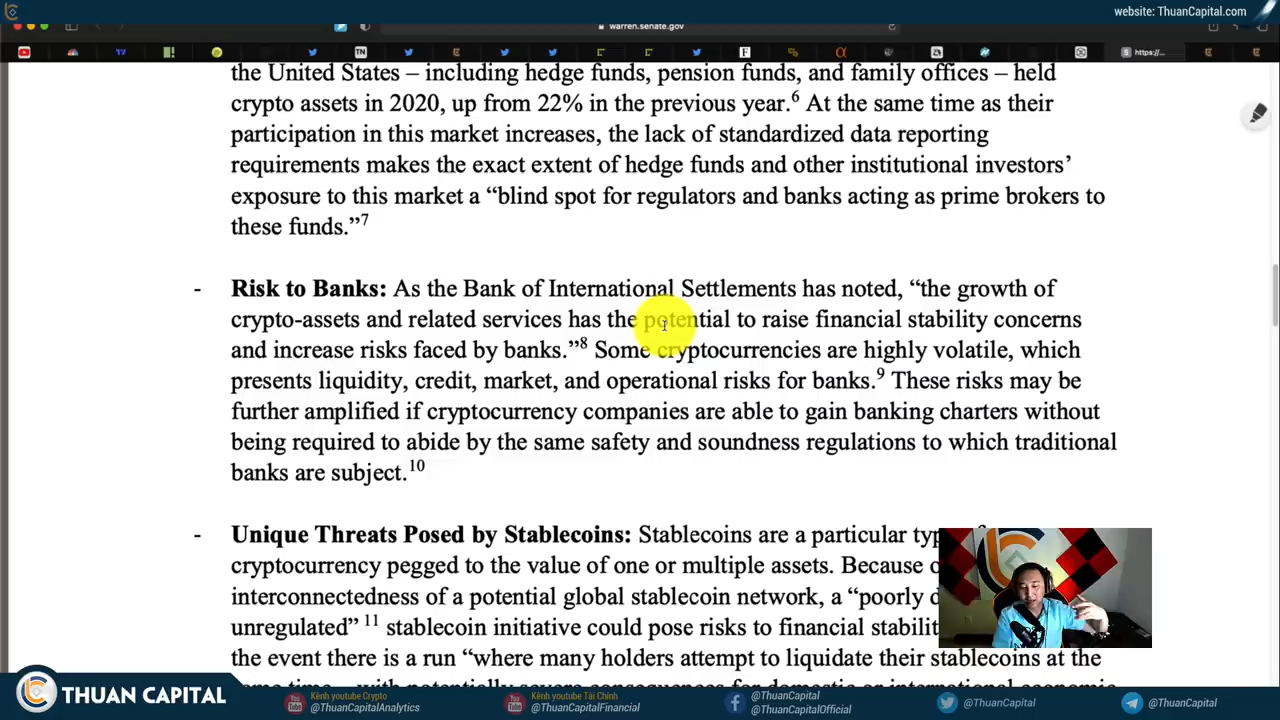 website: ThuanCapital.com
warren.senate.gov
https://...
the United States – including hedge funds, pension funds, and family offices – held
crypto assets in 2020, up from 22% in the previous year.6 At the same time as their
participation in this market increases, the lack of standardized data reporting
requirements makes the exact extent of hedge funds and other institutional investors’
exposure to this market a “blind spot for regulators and banks acting as prime brokers to
these funds.”7
- Risk to Banks: As the Bank of International Settlements has noted, “the growth of
crypto-assets and related services has the potential to raise financial stability concerns
and increase risks faced by banks.”8 Some cryptocurrencies are highly volatile, which
presents liquidity, credit, market, and operational risks for banks.9 These risks may be
further amplified if cryptocurrency companies are able to gain banking charters without
being required to abide by the same safety and soundness regulations to which traditional
banks are subject.10
- Unique Threats Posed by Stablecoins: Stablecoins are a particular typ
cryptocurrency pegged to the value of one or multiple assets. Because o
interconnectedness of a potential global stablecoin network, a “poorly d
unregulated” 11 stablecoin initiative could pose risks to financial stabili
the event there is a run “where many holders attempt to liquidate their stablecoins at the
THUAN CAPITAL
Kênh youtube Crypto
@ThuanCapitalAnalytics
Kênh youtube Tài Chính
@ThuanCapitalFinancial
@ThuanCapital
@ThuanCapitalOfficial
@ThuanCapital
@ThuanCapital